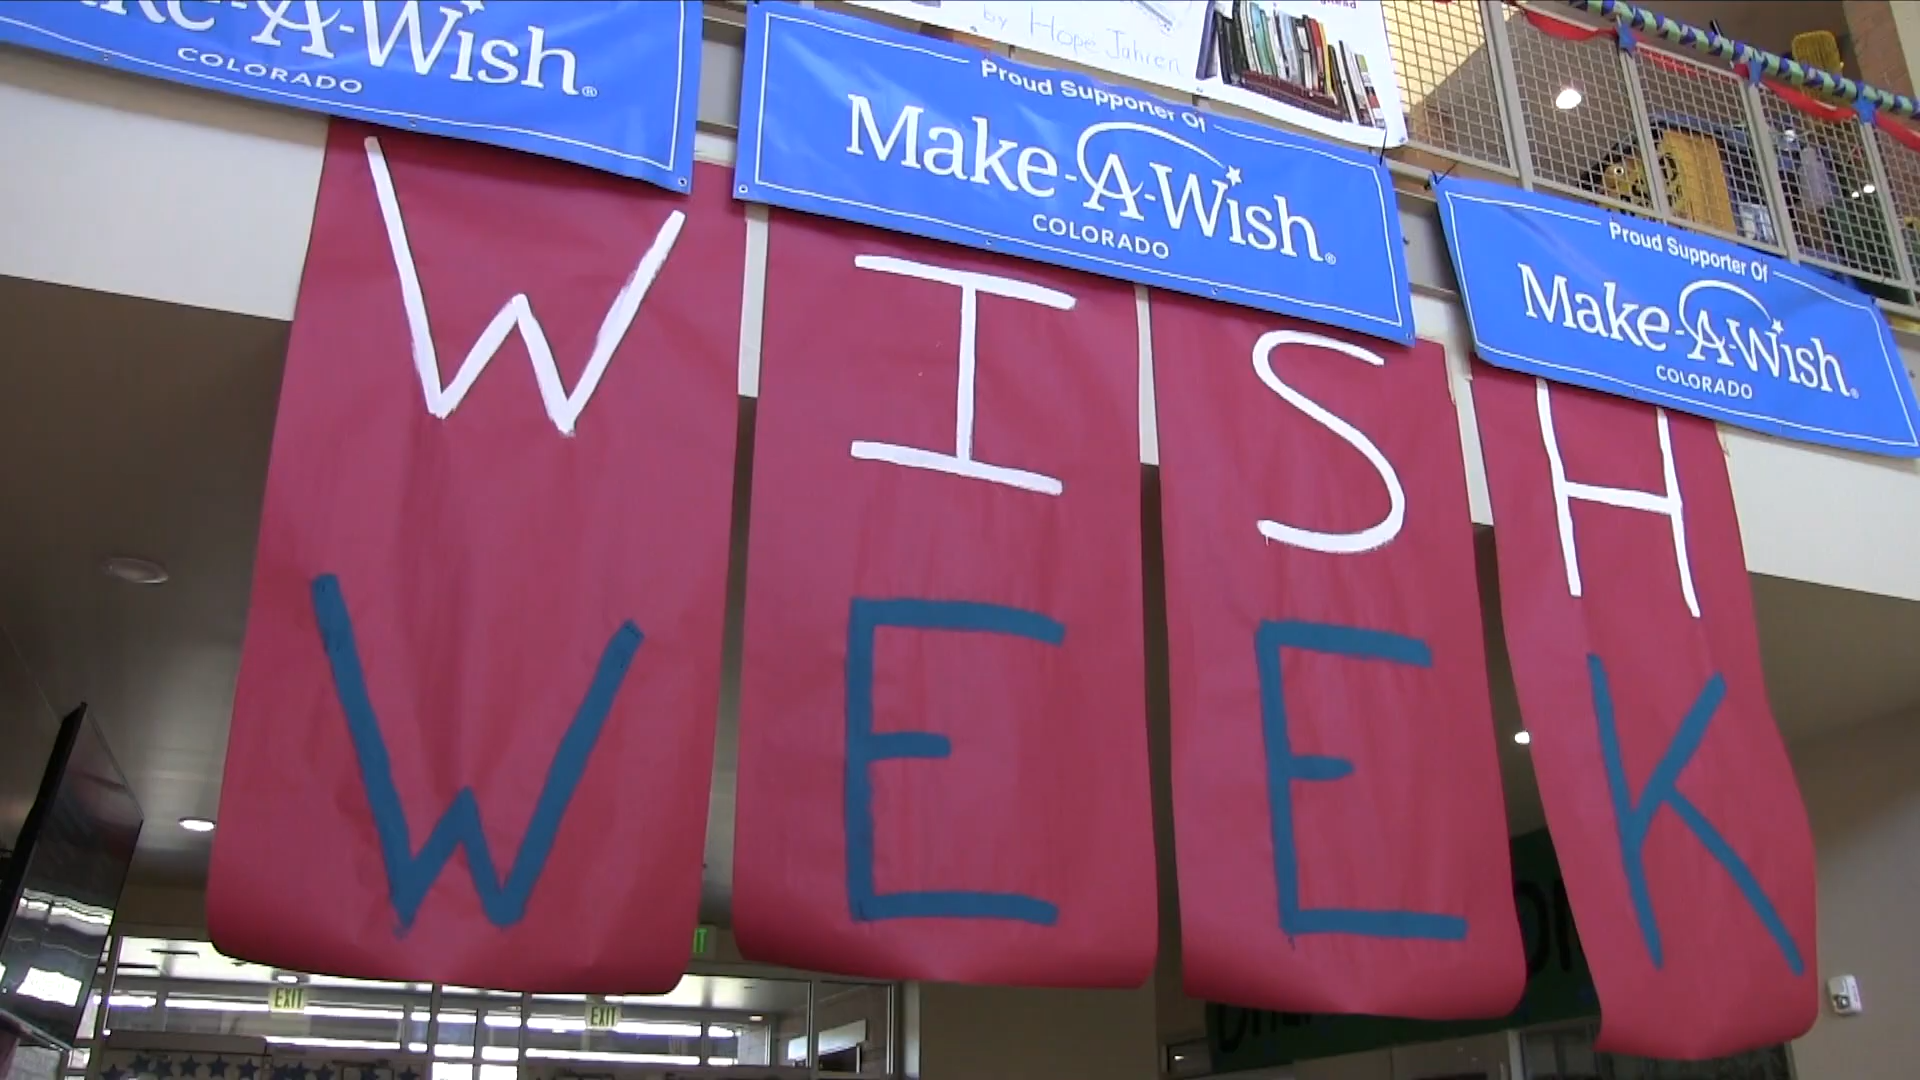 by Hope Jahren
Make-A-Wish®
COLORADO
Proud Supporter Of
Make-A-Wish®
COLORADO
Proud Supporter Of
Make-A-Wish®
COLORADO
WISH
WEEK
EXIT
EXIT